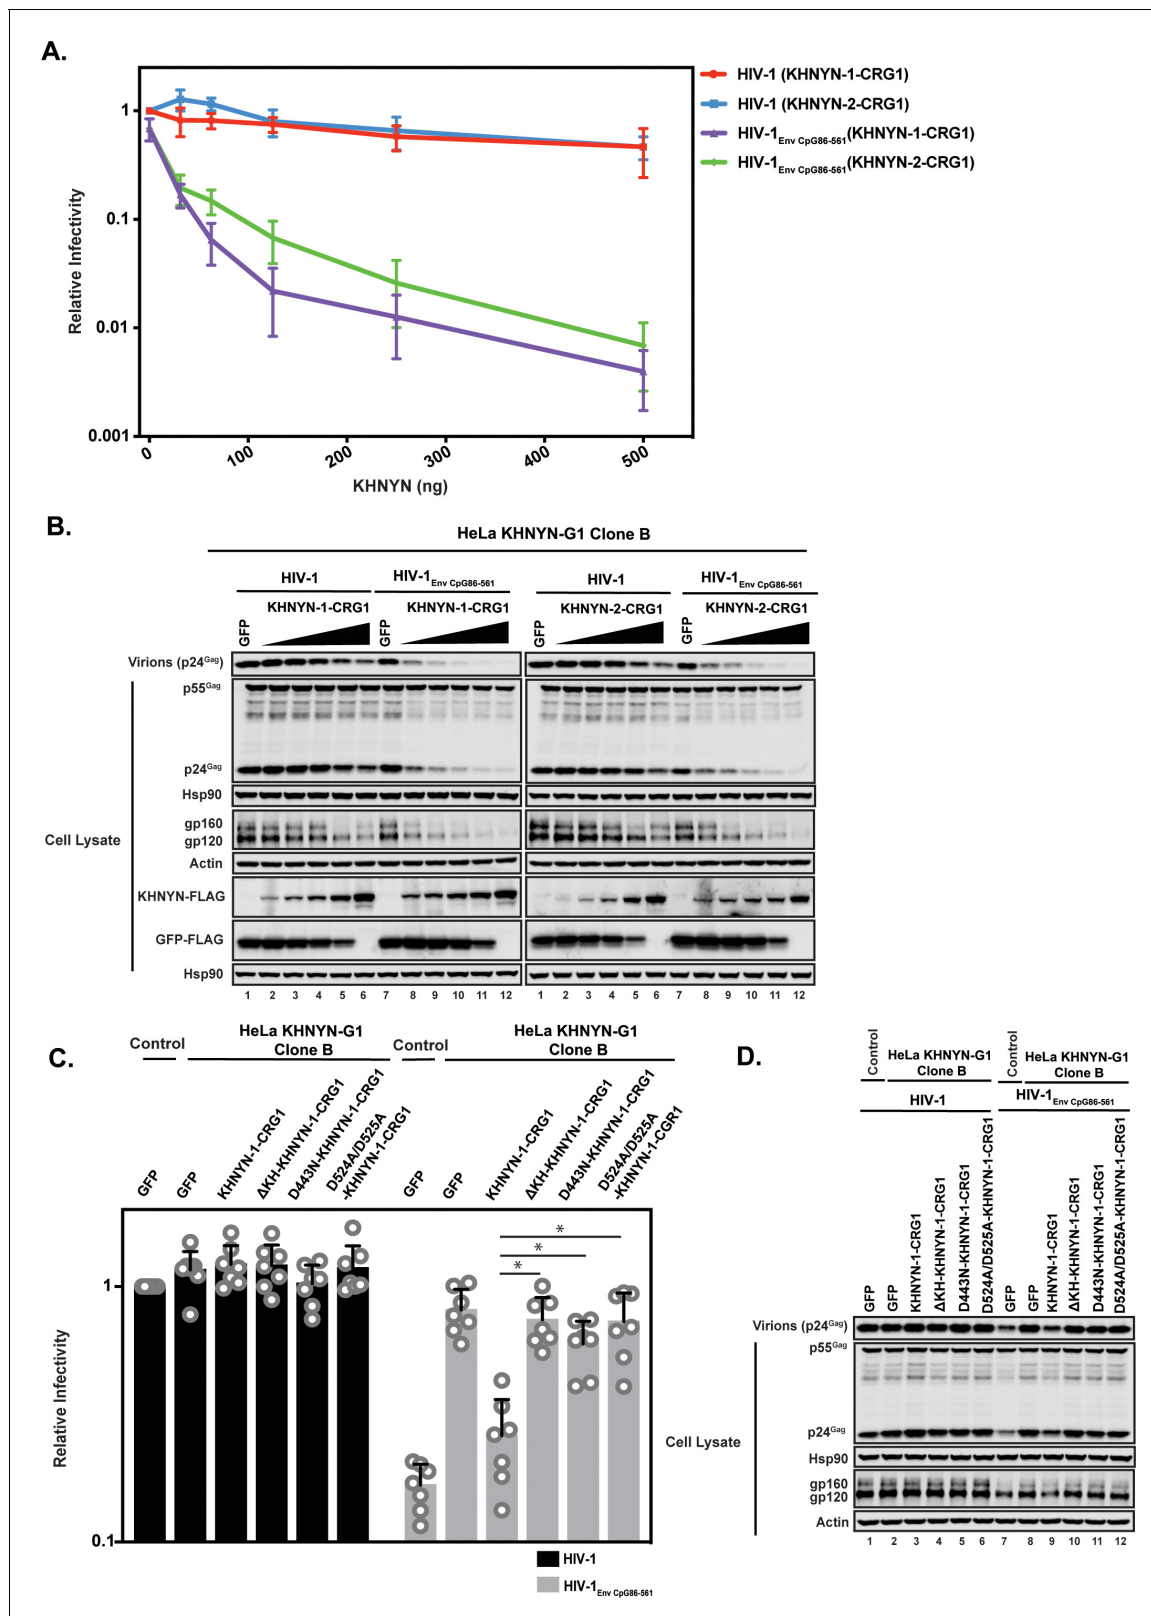 A.
HIV-1 (KHNYN-1-CRG1)
HIV-1 (KHNYN-2-CRG1)
HIV-1Env CpG86-561(KHNYN-1-CRG1)
HIV-1Env CpG86-561(KHNYN-2-CRG1)
1
0.1
0.01
0.001
Relative Infectivity
0 100 200 300 400 500
KHNYN (ng)
B.
HeLa KHNYN-G1 Clone B
HIV-1 HIV-1Env CpG86-561 HIV-1 HIV-1Env CpG86-561
GFP KHNYN-1-CRG1 GFP KHNYN-1-CRG1 GFP KHNYN-2-CRG1 GFP KHNYN-2-CRG1
Virions (p24Gag)
p55Gag
p24Gag
Hsp90
gp160
Cell Lysate
gp120
Actin
KHNYN-FLAG
GFP-FLAG
Hsp90
1 2 3 4 5 6 7 8 9 10 11 12 1 2 3 4 5 6 7 8 9 10 11 12
C.
Control HeLa KHNYN-G1 Clone B Control HeLa KHNYN-G1 Clone B
GFP
GFP
KHNYN-1-CRG1
ΔKH-KHNYN-1-CRG1
D443N-KHNYN-1-CRG1
D524A/D525A
-KHNYN-1-CRG1
GFP
GFP
KHNYN-1-CRG1
ΔKH-KHNYN-1-CRG1
D443N-KHNYN-1-CRG1
D524A/D525A
-KHNYN-1-CGR1
*
*
*
1
0.1
Relative Infectivity
HIV-1
HIV-1Env CpG86-561
D.
Control HeLa KHNYN-G1 Clone B Control HeLa KHNYN-G1 Clone B
HIV-1 HIV-1Env CpG86-561
GFP
GFP
KHNYN-1-CRG1
ΔKH-KHNYN-1-CRG1
D443N-KHNYN-1-CRG1
D524A/D525A-KHNYN-1-CRG1
GFP
GFP
KHNYN-1-CRG1
ΔKH-KHNYN-1-CRG1
D443N-KHNYN-1-CRG1
D524A/D525A-KHNYN-1-CRG1
Virions (p24Gag)
p55Gag
p24Gag
Cell Lysate
Hsp90
gp160
gp120
Actin
1 2 3 4 5 6 7 8 9 10 11 12